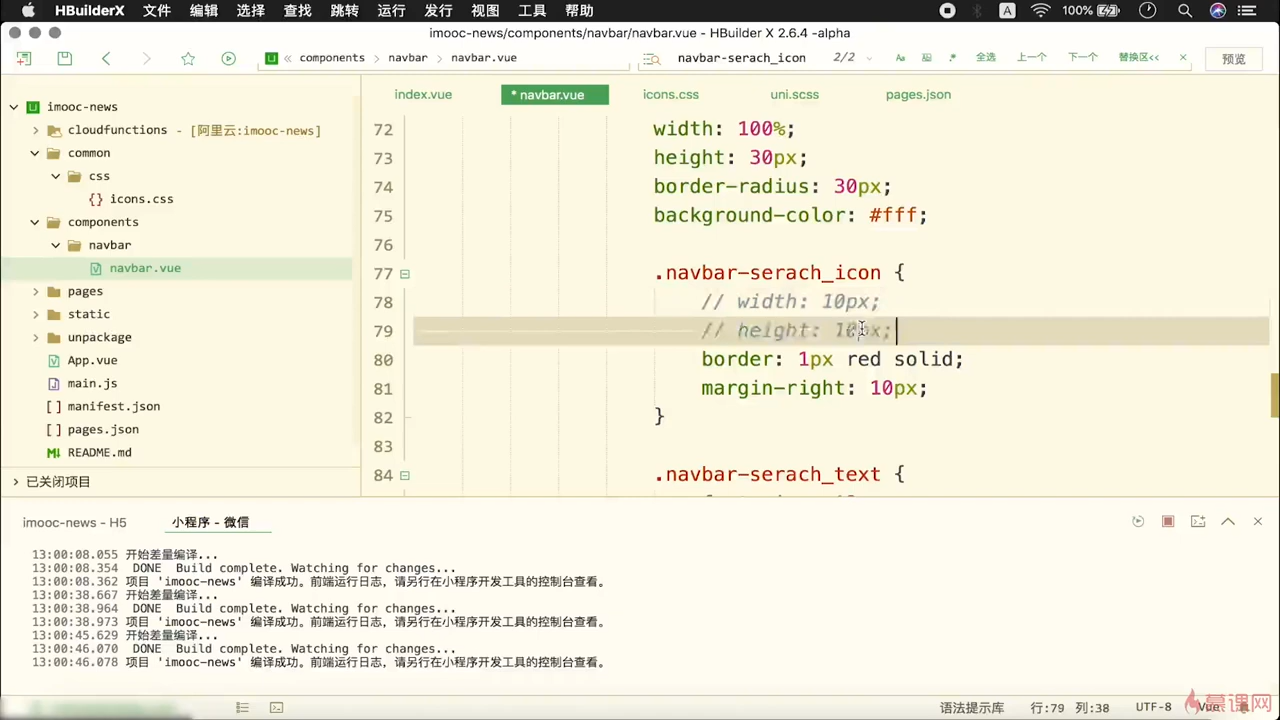 HBuilderX 文件 编辑 选择 查找 跳转 运行 发行 视图 工具 帮助 A 100%
imooc-news/components/navbar/navbar.vue - HBuilder X 2.6.4 -alpha
« components navbar navbar.vue navbar-serach_icon 2/2 Aa 全选 上一个 下一个 替换区<< 预览
imooc-news
cloudfunctions - [阿里云:imooc-news]
common
css
{} icons.css
components
navbar
navbar.vue
pages
static
unpackage
App.vue
main.js
[] manifest.json
[] pages.json
README.md
已关闭项目
index.vue * navbar.vue icons.css uni.scss pages.json
72 width: 100%;
73 height: 30px;
74 border-radius: 30px;
75 background-color: #fff;
76
77 .navbar-serach_icon {
78 // width: 10px;
79 // height: 10px;
80 border: 1px red solid;
81 margin-right: 10px;
82 }
83
84 .navbar-serach_text {
imooc-news - H5 小程序 - 微信
13:00:08.055 开始差量编译...
13:00:08.354 DONE Build complete. Watching for changes...
13:00:08.362 项目 'imooc-news' 编译成功。前端运行日志，请另行在小程序开发工具的控制台查看。
13:00:38.667 开始差量编译...
13:00:38.964 DONE Build complete. Watching for changes...
13:00:38.973 项目 'imooc-news' 编译成功。前端运行日志，请另行在小程序开发工具的控制台查看。
13:00:45.629 开始差量编译...
13:00:46.070 DONE Build complete. Watching for changes...
13:00:46.078 项目 'imooc-news' 编译成功。前端运行日志，请另行在小程序开发工具的控制台查看。
语法提示库 行:79 列:38 UTF-8 Vue
慕课网